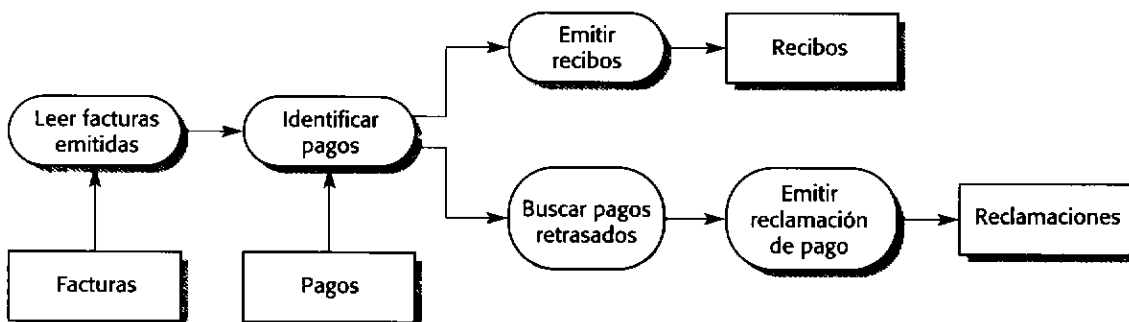 Emitir
recibos
Recibos
Leer facturas
emitidas
Identificar
pagos
Buscar pagos
retrasados
Emitir
reclamación
de pago
Reclamaciones
Facturas
Pagos